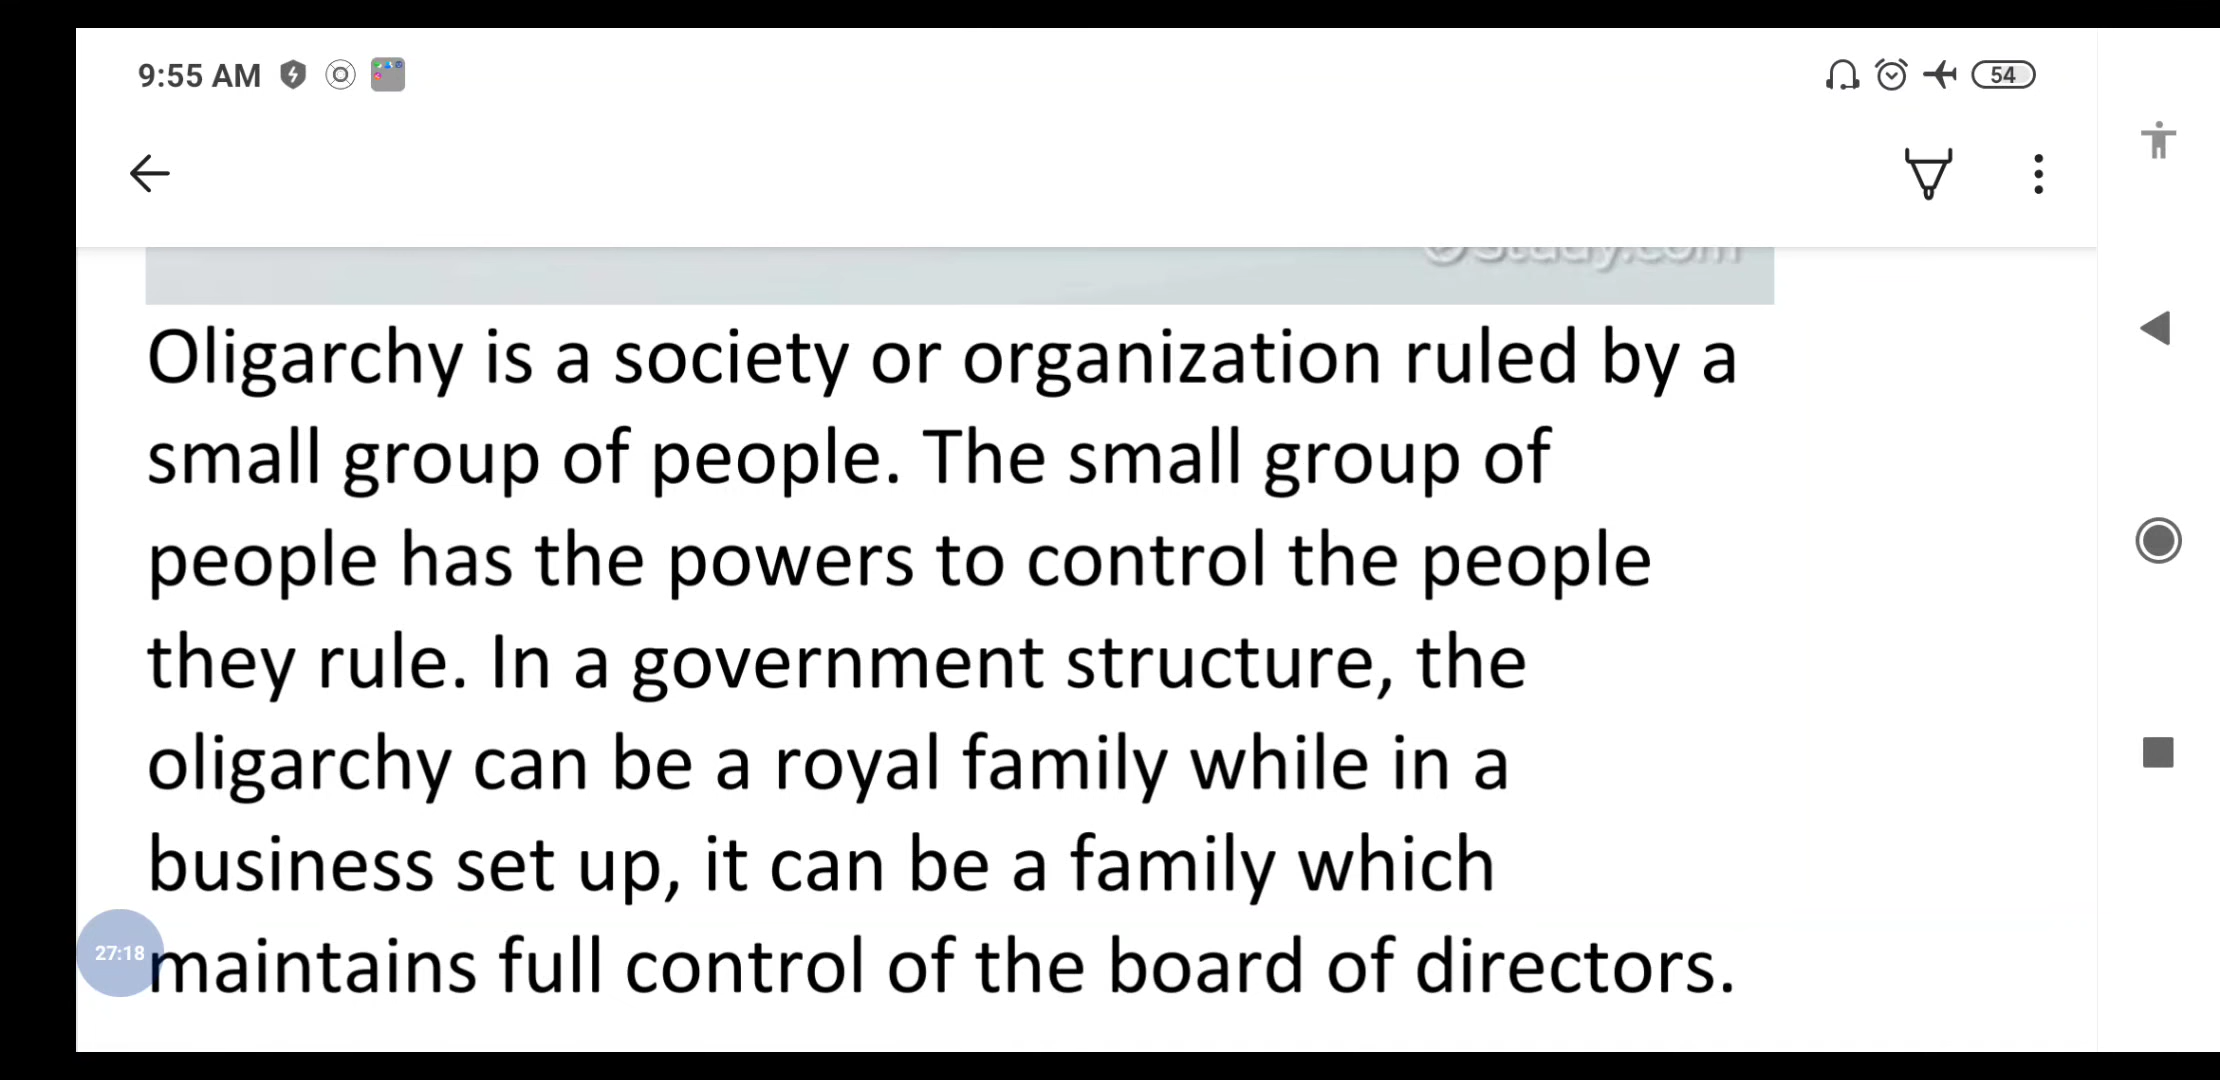 9:55 AM
54
study.com
Oligarchy is a society or organization ruled by a
small group of people. The small group of
people has the powers to control the people
they rule. In a government structure, the
oligarchy can be a royal family while in a
business set up, it can be a family which
27:18
maintains full control of the board of directors.